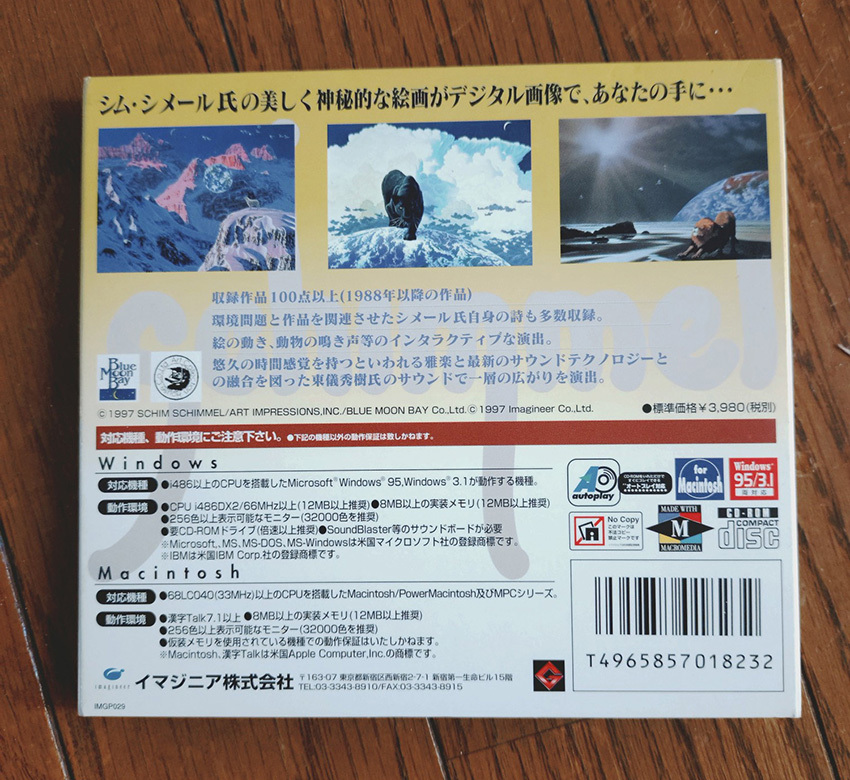 シム・シメール氏の美しく神秘的な絵画がデジタル画像で、あなたの手に･･･
収録作品100点以上(1988年以降の作品)
環境問題と作品を関連させたシメール氏自身の詩も多数収録。
絵の動き、動物の鳴き声等のインタラクティブな演出。
悠久の時間感覚を持つといわれる雅楽と最新のサウンドテクノロジーと
の融合を図った東儀秀樹氏のサウンドで一層の広がりを演出。
Blue
Moon
Bay
schimmel
©1997 SCHIM SCHIMMEL/ART IMPRESSIONS,INC./BLUE MOON BAY Co.,Ltd. ©1997 Imagineer Co.,Ltd.
●標準価格¥3,980(税別)
対応機種、動作環境にご注意下さい。●下記の機種以外の動作保証は致しかねます。
Windows
対応機種 ●i486以上のCPUを搭載したMicrosoft®Windows® 95,Windows® 3.1が動作する機種。
動作環境 ●CPU i486DX2/66MHz以上(12MB以上推奨)●8MB以上の実装メモリ(12MB以上推奨)
●256色以上表示可能なモニター(32000色を推奨)
●要CD-ROMドライブ(倍速以上推奨)●SoundBlaster等のサウンドボードが必要
※Microsoft、MS、MS-DOS、MS-Windowsは米国マイクロソフト社の登録商標です。
※IBMは米国IBM Corp.社の登録商標です。
Macintosh
対応機種 ●68LC040(33MHz)以上のCPUを搭載したMacintosh/PowerMacintosh及びMPCシリーズ。
動作環境 ●漢字Talk7.1以上 ●8MB以上の実装メモリ(12MB以上推奨)
●256色以上表示可能なモニター(32000色を推奨)
●仮装メモリを使用されている機種での動作保証はいたしかねます。
※Macintosh、漢字Talkは米国Apple Computer,Inc.の商標です。
autoplay
"オートプレイ対応
for
Macintosh
Windows
95/3.1
両対応
No Copy
このマークは
MADE WITH
MACROMEDIA
CD-ROM
COMPACT
disc
T4965857018232
imagineer
イマジニア株式会社
〒163-07 東京都新宿区西新宿2-7-1 新宿第一生命ビル15階
TEL:03-3343-8910/FAX:03-3343-8915
IMGP029